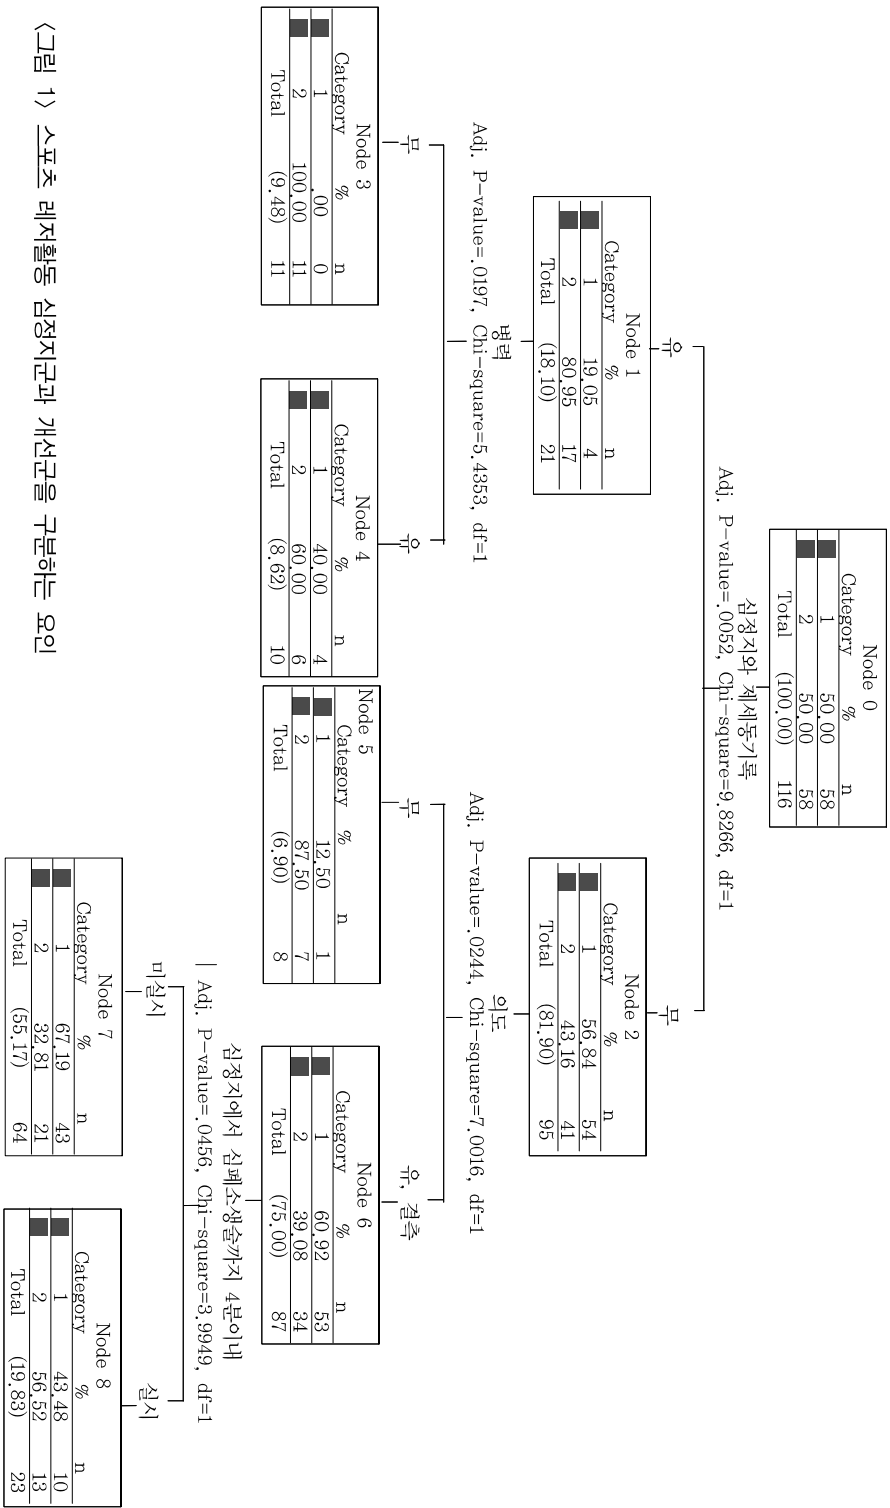 Node 0
Category % n
1 50.00 58
2 50.00 58
Total (100.00) 116
심정지와 제세동기록
Adj. P-value=.0052, Chi-square=9.8266, df=1
유
Node 1
Category % n
1 19.05 4
2 80.95 17
Total (18.10) 21
무
Node 2
Category % n
1 56.84 54
2 43.16 41
Total (81.90) 95
병력
Adj. P-value=.0197, Chi-square=5.4353, df=1
의도
Adj. P-value=.0244, Chi-square=7.0016, df=1
무
Node 3
Category % n
1 .00 0
2 100.00 11
Total (9.48) 11
유
Node 4
Category % n
1 40.00 4
2 60.00 6
Total (8.62) 10
무
Node 5
Category % n
1 12.50 1
2 87.50 7
Total (6.90) 8
유, 결측
Node 6
Category % n
1 60.92 53
2 39.08 34
Total (75.00) 87
심정지에서 심폐소생술까지 4분이내
Adj. P-value=.0456, Chi-square=3.9949, df=1
미실시
Node 7
Category % n
1 67.19 43
2 32.81 21
Total (55.17) 64
실시
Node 8
Category % n
1 43.48 10
2 56.52 13
Total (19.83) 23
<그림 1> 스포츠 레저활동 심정지군과 개선군을 구분하는 요인